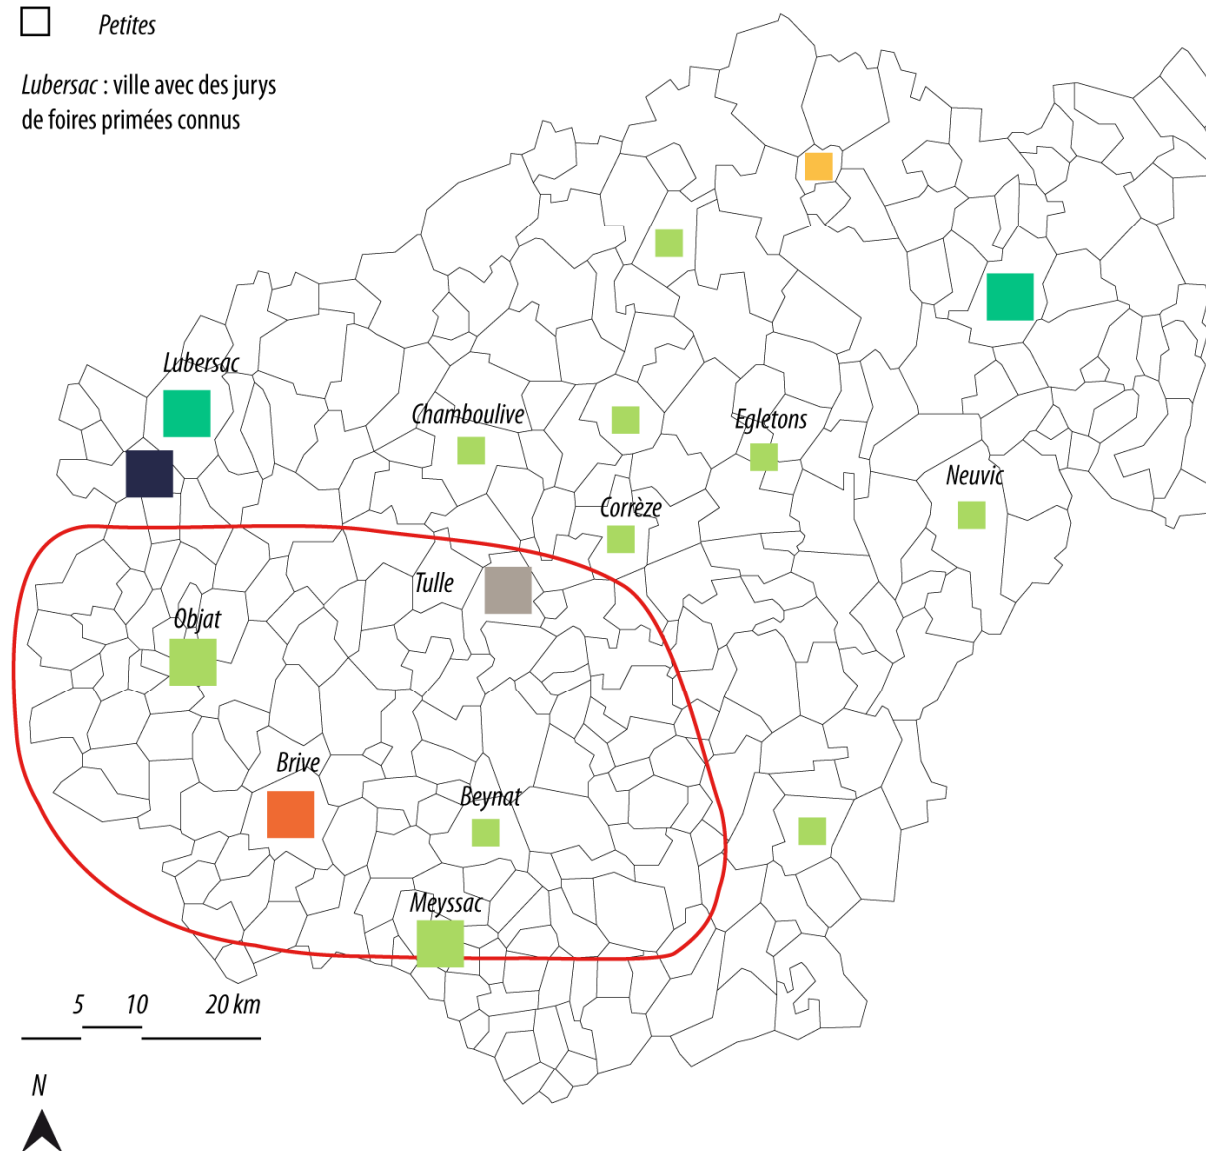 Petites
Lubersac : ville avec des jurys
de foires primées connus
Lubersac
Chamboulive
Egletons
Neuvic
Corrèze
Tulle
Objat
Brive
Beynat
Meyssac
5 10 20 km
N